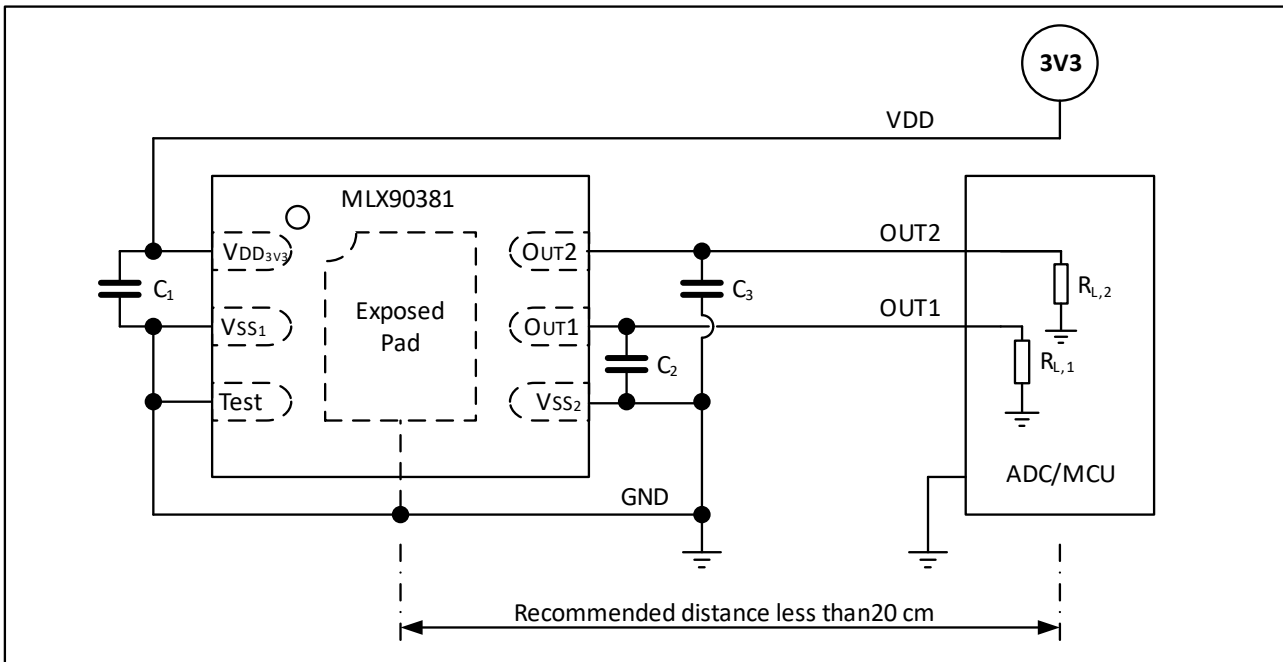 3V3
VDD
MLX90381
VDD3V3
OUT2
OUT2
C1
C3
RL,2
Exposed
Pad
VSS1
OUT1
OUT1
C2
RL,1
Test
VSS2
ADC/MCU
GND
Recommended distance less than20 cm